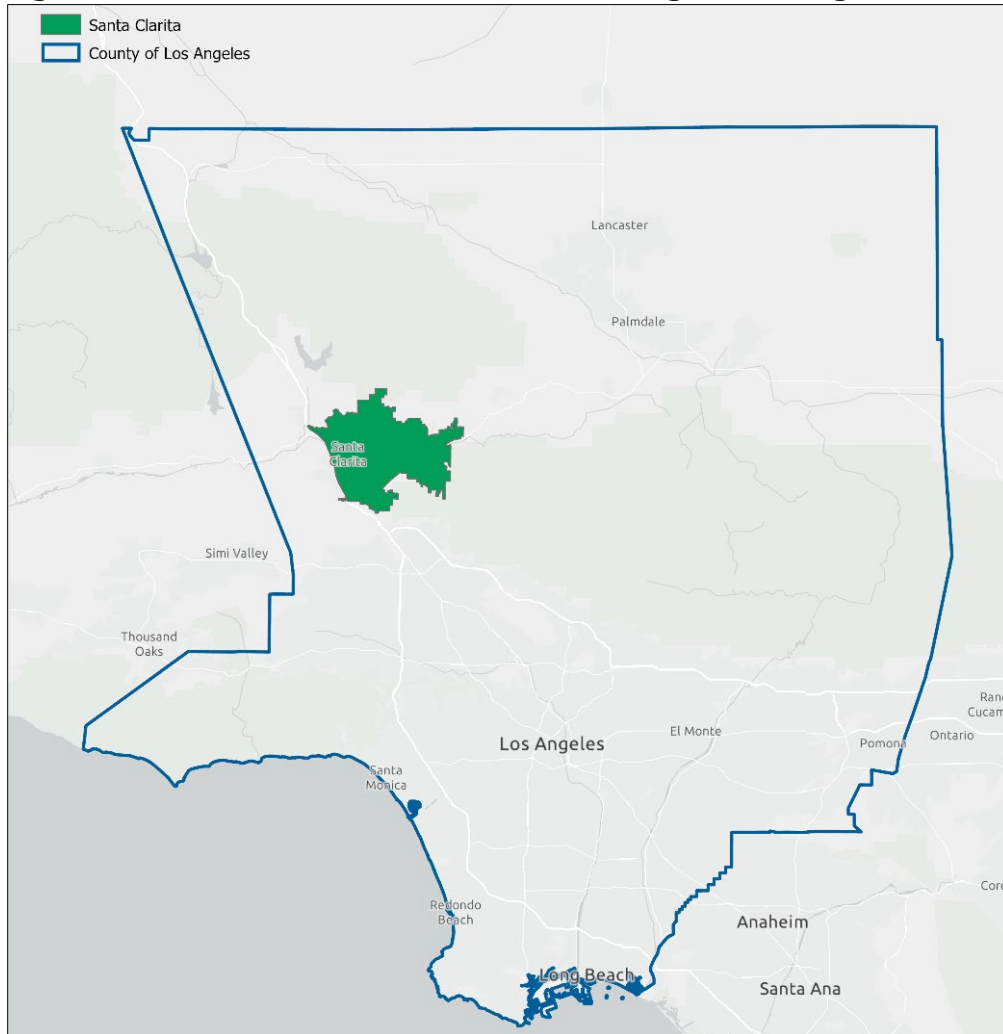 Santa Clarita
County of Los Angeles
Lancaster
Palmdale
Santa
Clarita
Simi Valley
Thousand
Oaks
Los Angeles
El Monte
Pomona
Ontario
Santa
Monica
Redondo
Beach
Long Beach
Anaheim
Santa Ana